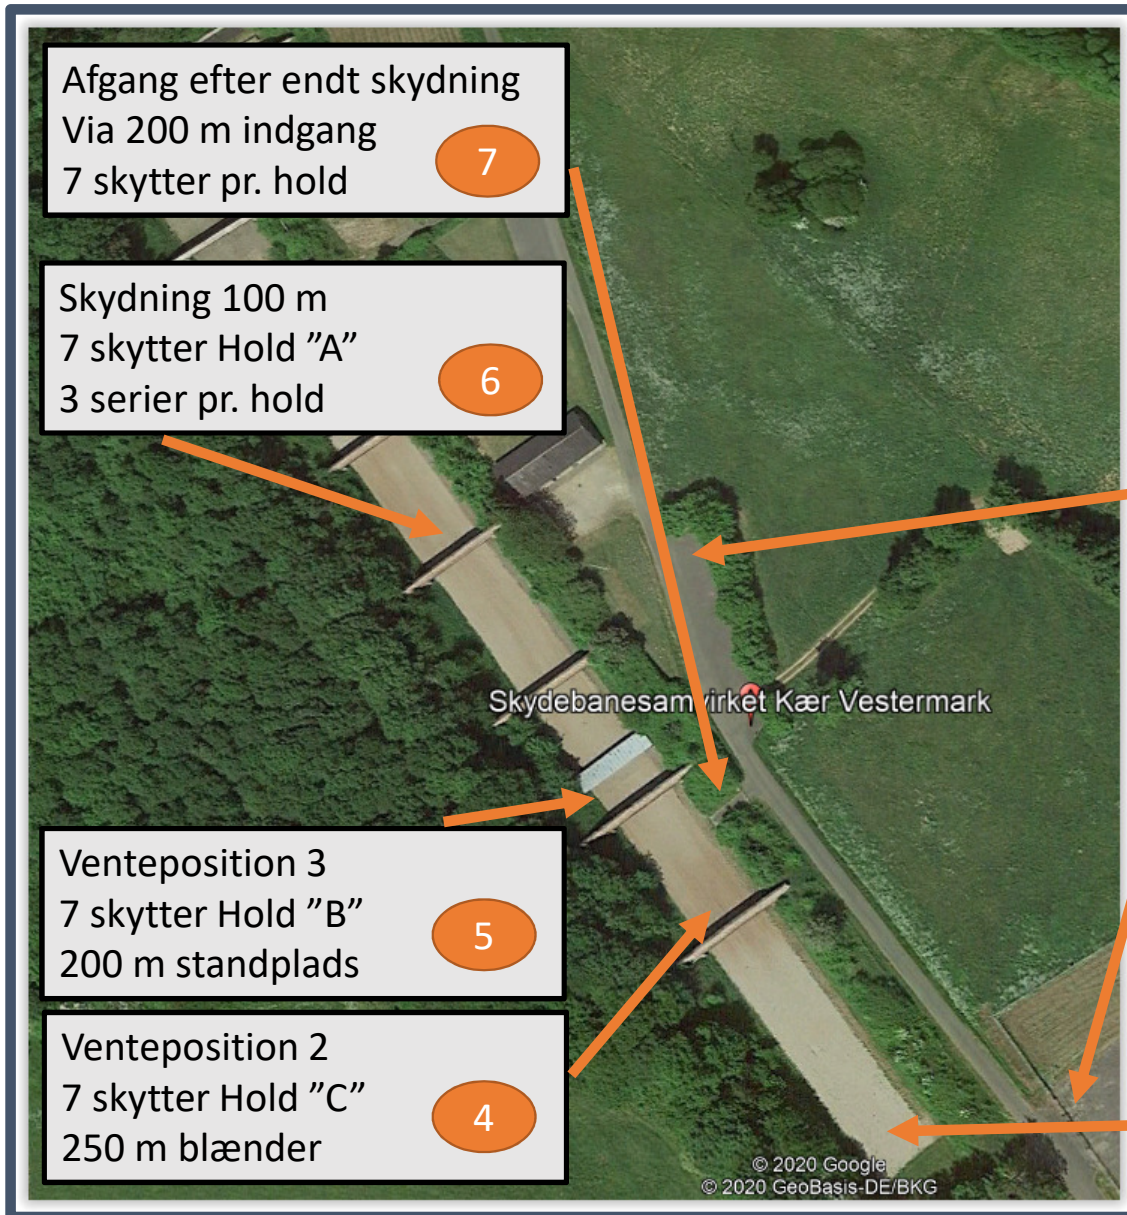 Afgang efter endt skydning
Via 200 m indgang
7 skytter pr. hold
7
Skydning 100 m
7 skytter Hold ”A”
3 serier pr. hold
6
Skydebanesamvirket Kær Vestermark
Venteposition 3
7 skytter Hold ”B”
200 m standplads
5
Venteposition 2
7 skytter Hold ”C”
250 m blænder
4
© 2020 Google
© 2020 GeoBasis-DE/BKG